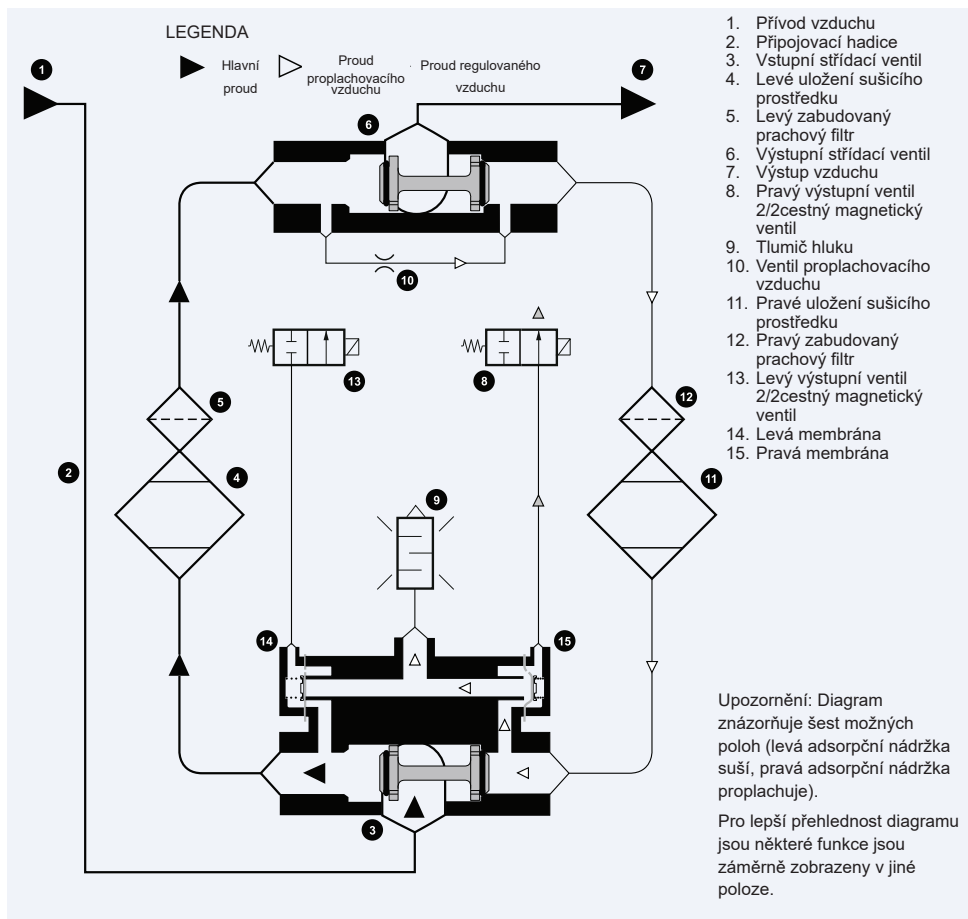 LEGENDA
Hlavní
proud
Proud
proplachovacího
vzduchu
Proud regulovaného
vzduchu
1
7
6
10
13
8
5
12
2
4
11
9
14
15
3
1. Přívod vzduchu
2. Připojovací hadice
3. Vstupní střídací ventil
4. Levé uložení sušicího
prostředku
5. Levý zabudovaný
prachový filtr
6. Výstupní střídací ventil
7. Výstup vzduchu
8. Pravý výstupní ventil
2/2cestný magnetický
ventil
9. Tlumič hluku
10. Ventil proplachovacího
vzduchu
11. Pravé uložení sušicího
prostředku
12. Pravý zabudovaný
prachový filtr
13. Levý výstupní ventil
2/2cestný magnetický
ventil
14. Levá membrána
15. Pravá membrána
Upozornění: Diagram
znázorňuje šest možných
poloh (levá adsorpční nádržka
suší, pravá adsorpční nádržka
proplachuje).
Pro lepší přehlednost diagramu
jsou některé funkce jsou
záměrně zobrazeny v jiné
poloze.